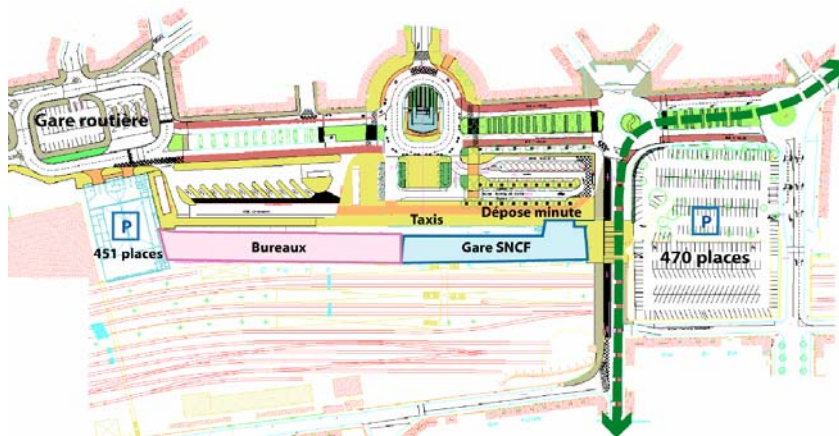 Gare routière
P
451 places
Taxis
Dépose minute
Bureaux
Gare SNCF
P
470 places